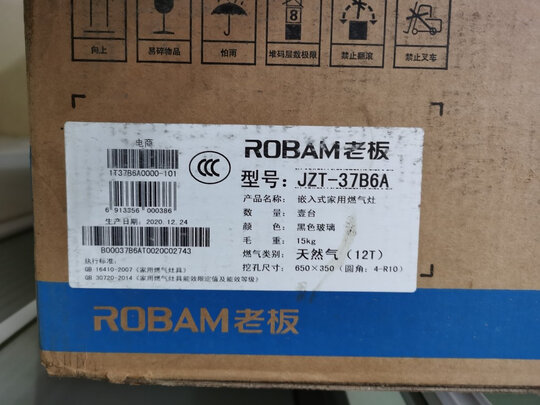 8
向上
易碎物品
怕雨
堆码层数极限
禁止翻滚
禁止叉车
电商
1T37B6A0000-101
6 913356 000386
生产日期: 2020.12.24
B00037B6AT0020C02743
执行标准:
GB 16410-2007《家用燃气灶具》
GB 30720-2014《家用燃气灶具能效限定值及能效等级》
CCC
ROBAM老板
型号: JZT-37B6A
产品名称: 嵌入式家用燃气灶
数 量: 壹台
颜 色: 黑色玻璃
毛 重: 15kg
燃气类别: 天然气(12T)
挖孔尺寸: 650×350(圆角: 4-R10)
ROBAM老板